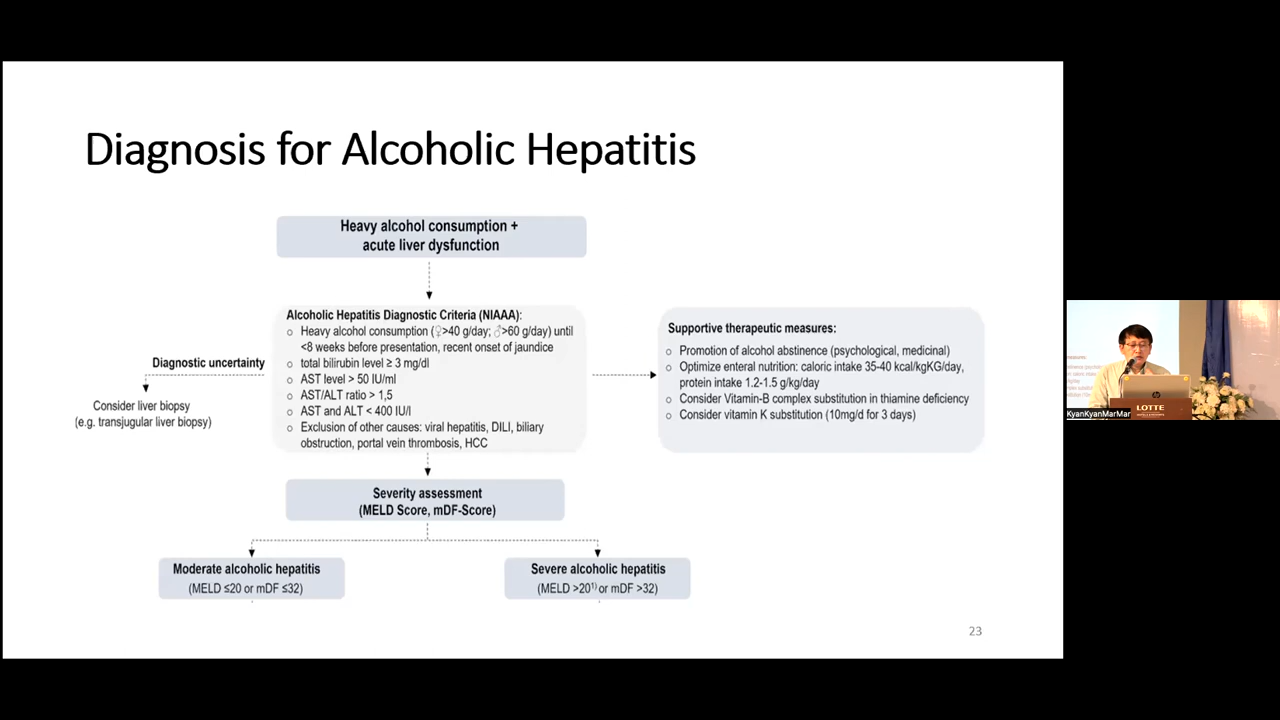 Diagnosis for Alcoholic Hepatitis
Heavy alcohol consumption +
acute liver dysfunction
Alcoholic Hepatitis Diagnostic Criteria (NIAAA):
○ Heavy alcohol consumption (♀>40 g/day; ♂>60 g/day) until
<8 weeks before presentation, recent onset of jaundice
○ total bilirubin level ≥ 3 mg/dl
○ AST level > 50 IU/ml
○ AST/ALT ratio > 1,5
○ AST and ALT < 400 IU/l
○ Exclusion of other causes: viral hepatitis, DILI, biliary
obstruction, portal vein thrombosis, HCC
Diagnostic uncertainty
Consider liver biopsy
(e.g. transjugular liver biopsy)
Supportive therapeutic measures:
○ Promotion of alcohol abstinence (psychological, medicinal)
○ Optimize enteral nutrition: caloric intake 35-40 kcal/kgKG/day,
protein intake 1.2-1.5 g/kg/day
○ Consider Vitamin-B complex substitution in thiamine deficiency
○ Consider vitamin K substitution (10mg/d for 3 days)
Severity assessment
(MELD Score, mDF-Score)
Moderate alcoholic hepatitis
(MELD ≤20 or mDF ≤32)
Severe alcoholic hepatitis
(MELD >20¹⁾ or mDF >32)
23
LOTTE
KyanKyanMarMar